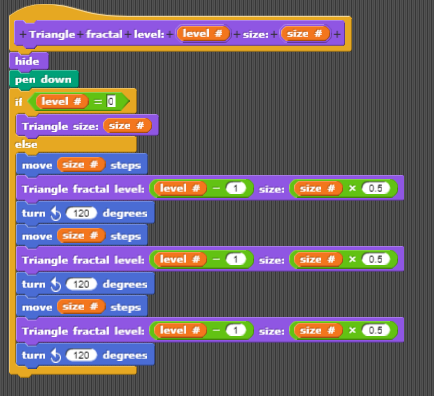 +Triangle+fractal+level:+ level # +size:+ size # +
hide
pen down
if level # = 0
Triangle size: size #
else
move size # steps
Triangle fractal level: level # − 1 size: size # × 0.5
turn 120 degrees
move size # steps
Triangle fractal level: level # − 1 size: size # × 0.5
turn 120 degrees
move size # steps
Triangle fractal level: level # − 1 size: size # × 0.5
turn 120 degrees